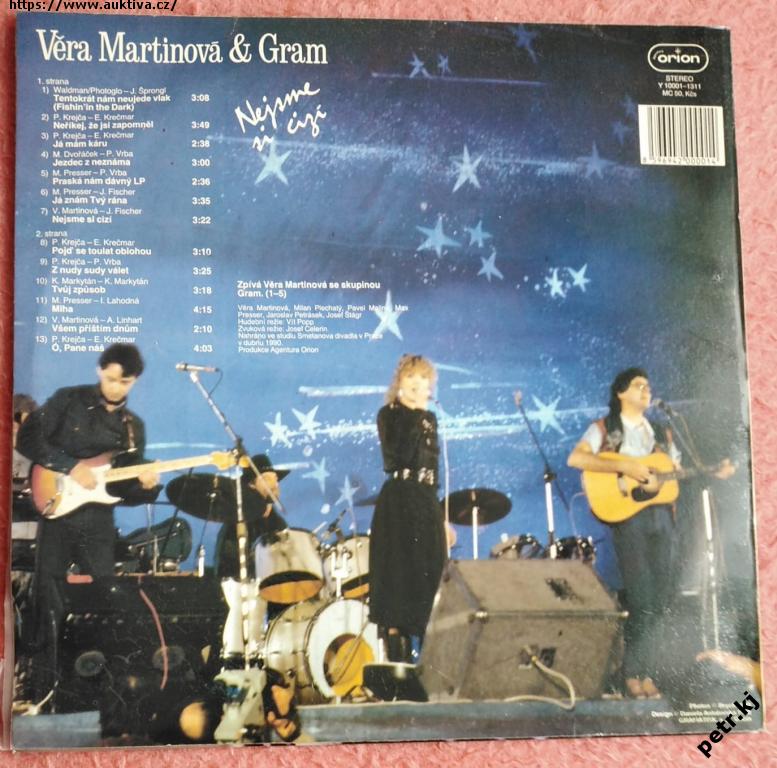 https://www.auktiva.cz/
Věra Martinová & Gram
orion
STEREO
Y 10001–1311
MC 50, Kčs
8 596942 000014
Nejsme
si cizí
1. strana
1) Waldman/Photoglo – J. Šprongl
Tentokrát nám neujede vlak 3:08
(Fishin'in the Dark)
2) P. Krejča – E. Krečmar
Neříkej, že jsi zapomněl 3:49
3) P. Krejča – E. Krečmar
Já mám káru 2:38
4) M. Dvořáček – P. Vrba
Jezdec z neznáma 3:00
5) M. Presser – P. Vrba
Praská nám dávný LP 2:36
6) M. Presser – J. Fischer
Já znám Tvý rána 3:35
7) V. Martinová – J. Fischer
Nejsme si cizí 3:22
2. strana
8) P. Krejča – E. Krečmar
Pojď se toulat oblohou 3:10
9) P. Krejča – P. Vrba
Z nudy sudy válet 3:25
10) K. Markytán – K. Markytán
Tvůj způsob 3:18
11) M. Presser – I. Lahodná
Mlha 4:15
12) V. Martinová – A. Linhart
Všem příštím dnům 2:10
13) P. Krejča – E. Krečmar
Ó, Pane náš 4:03
Zpívá Věra Martinová se skupinou
Gram. (1–5)
Věra Martinová, Milan Plechatý, Pavel Max
Presser, Jaroslav Petrásek, Josef Štágr
Hudební režie: Vít Popp
Zvuková režie: Josef Celerin.
Nahráno ve studiu Smetanova divadla v Praze
v dubnu 1990.
Produkce Agentura Orion
Photos ©
Design © Daniela
petr.kj